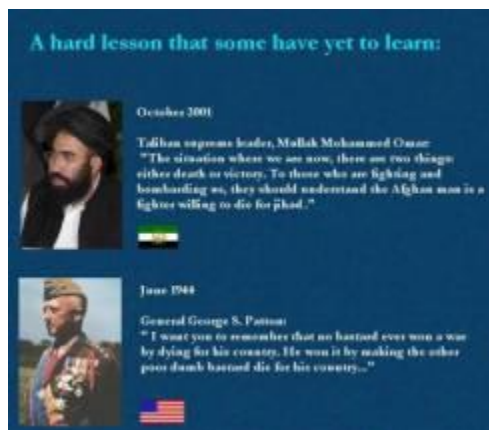 A hard lesson that some have yet to learn:
October 2001
Taliban supreme leader, Mullah Mohammed Omar:
"The situation where we are now, there are two things:
either death or victory. To those who are fighting and
bombarding us, they should understand the Afghan man is a
fighter willing to die for jihad."
June 1944
General George S. Patton:
" I want you to remember that no bastard ever won a war
by dying for his country. He won it by making the other
poor dumb bastard die for his country..."